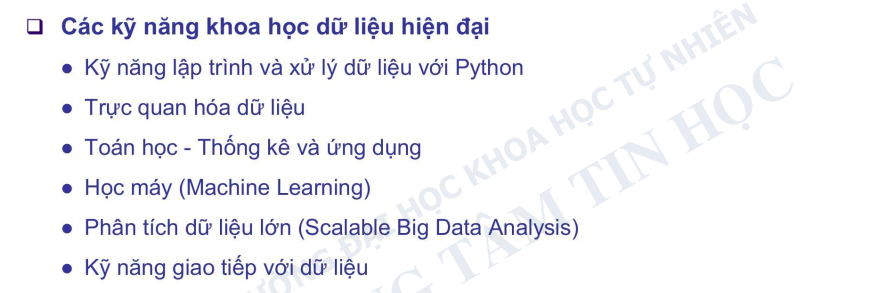 Các kỹ năng khoa học dữ liệu hiện đại
Kỹ năng lập trình và xử lý dữ liệu với Python
Trực quan hóa dữ liệu
Toán học - Thống kê và ứng dụng
Học máy (Machine Learning)
Phân tích dữ liệu lớn (Scalable Big Data Analysis)
Kỹ năng giao tiếp với dữ liệu
ĐẠI HỌC KHOA HỌC TỰ NHIÊN
TÂM TIN HỌC